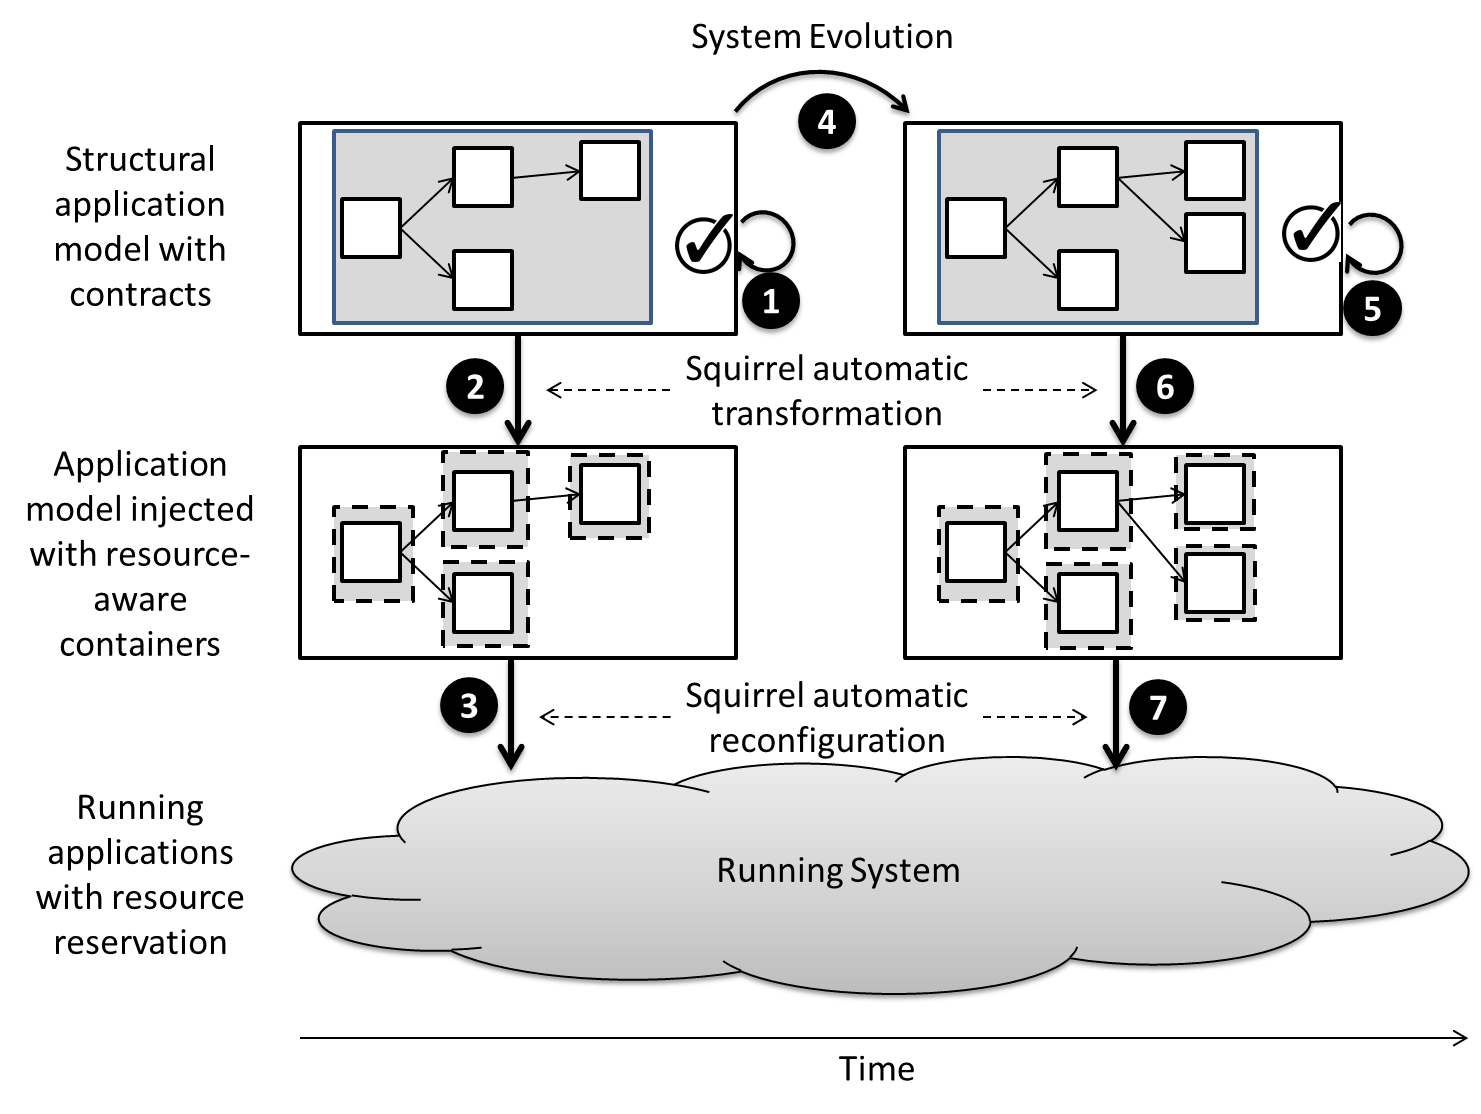 System Evolution
4
Structural
application
model with
contracts
1
5
2
Squirrel automatic
transformation
6
Application
model injected
with resource-
aware
containers
3
Squirrel automatic
reconfiguration
7
Running
applications
with resource
reservation
Running System
Time